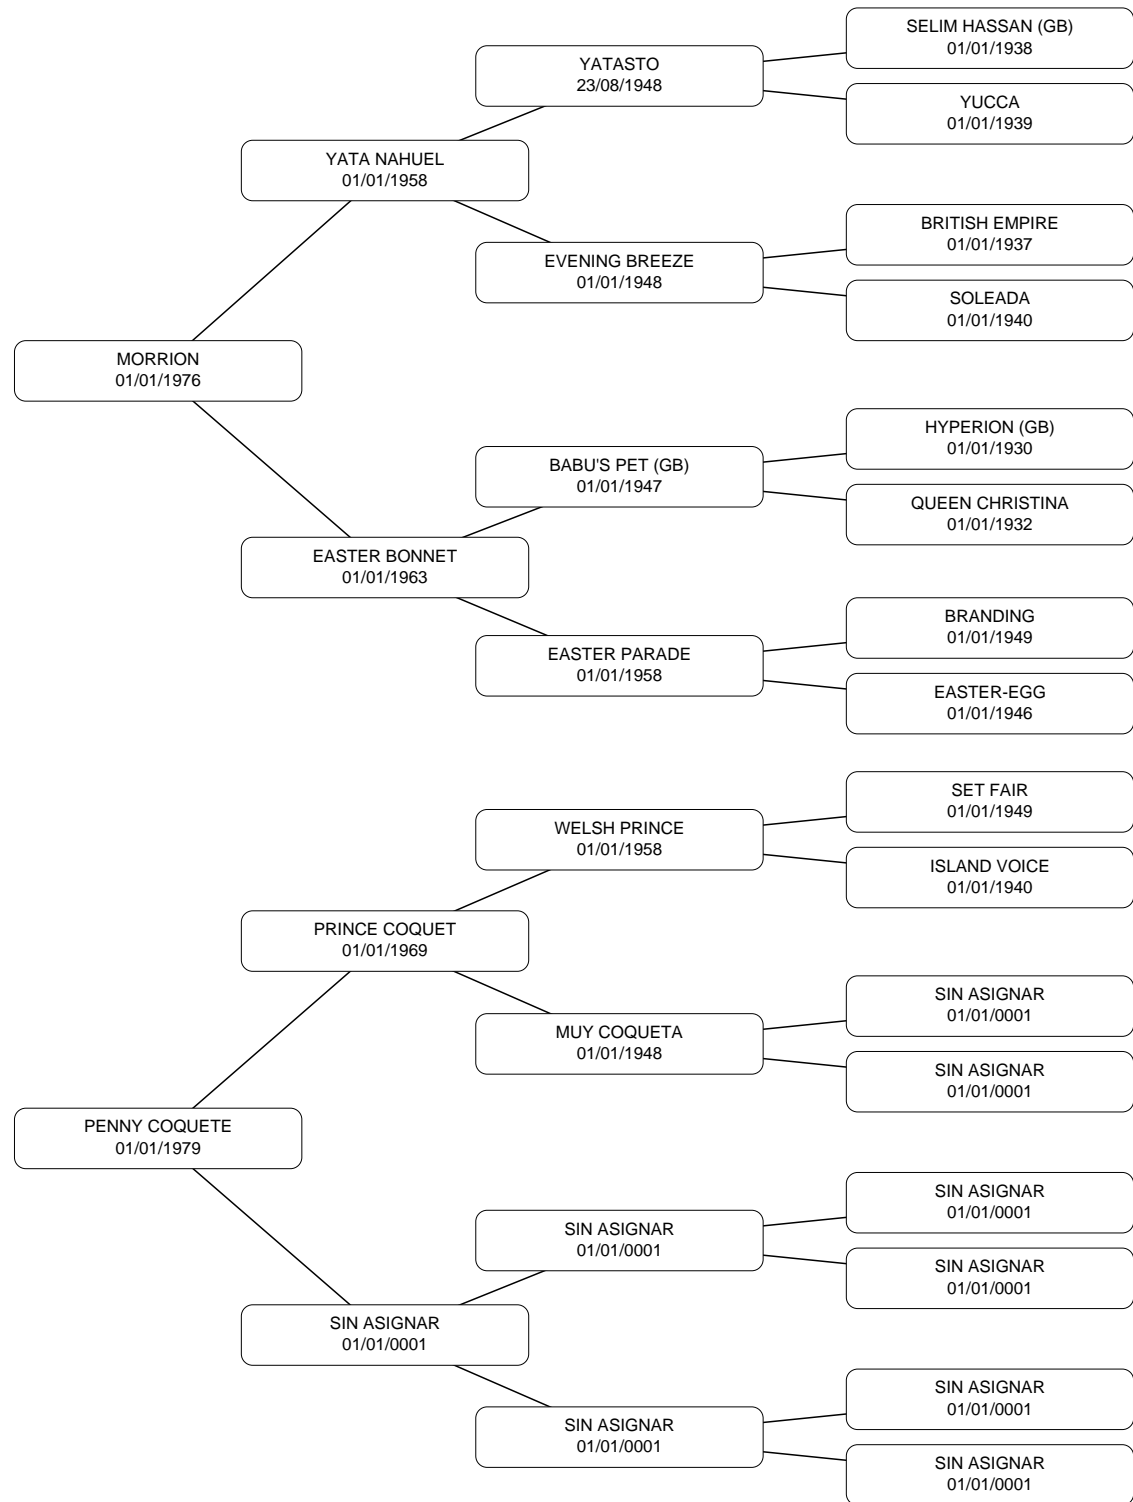 SELIM HASSAN (GB)
01/01/1938
YATASTO
23/08/1948
YUCCA
01/01/1939
YATA NAHUEL
01/01/1958
BRITISH EMPIRE
01/01/1937
EVENING BREEZE
01/01/1948
SOLEADA
01/01/1940
MORRION
01/01/1976
HYPERION (GB)
01/01/1930
BABU'S PET (GB)
01/01/1947
QUEEN CHRISTINA
01/01/1932
EASTER BONNET
01/01/1963
BRANDING
01/01/1949
EASTER PARADE
01/01/1958
EASTER-EGG
01/01/1946
SET FAIR
01/01/1949
WELSH PRINCE
01/01/1958
ISLAND VOICE
01/01/1940
PRINCE COQUET
01/01/1969
SIN ASIGNAR
01/01/0001
MUY COQUETA
01/01/1948
SIN ASIGNAR
01/01/0001
PENNY COQUETE
01/01/1979
SIN ASIGNAR
01/01/0001
SIN ASIGNAR
01/01/0001
SIN ASIGNAR
01/01/0001
SIN ASIGNAR
01/01/0001
SIN ASIGNAR
01/01/0001
SIN ASIGNAR
01/01/0001
SIN ASIGNAR
01/01/0001